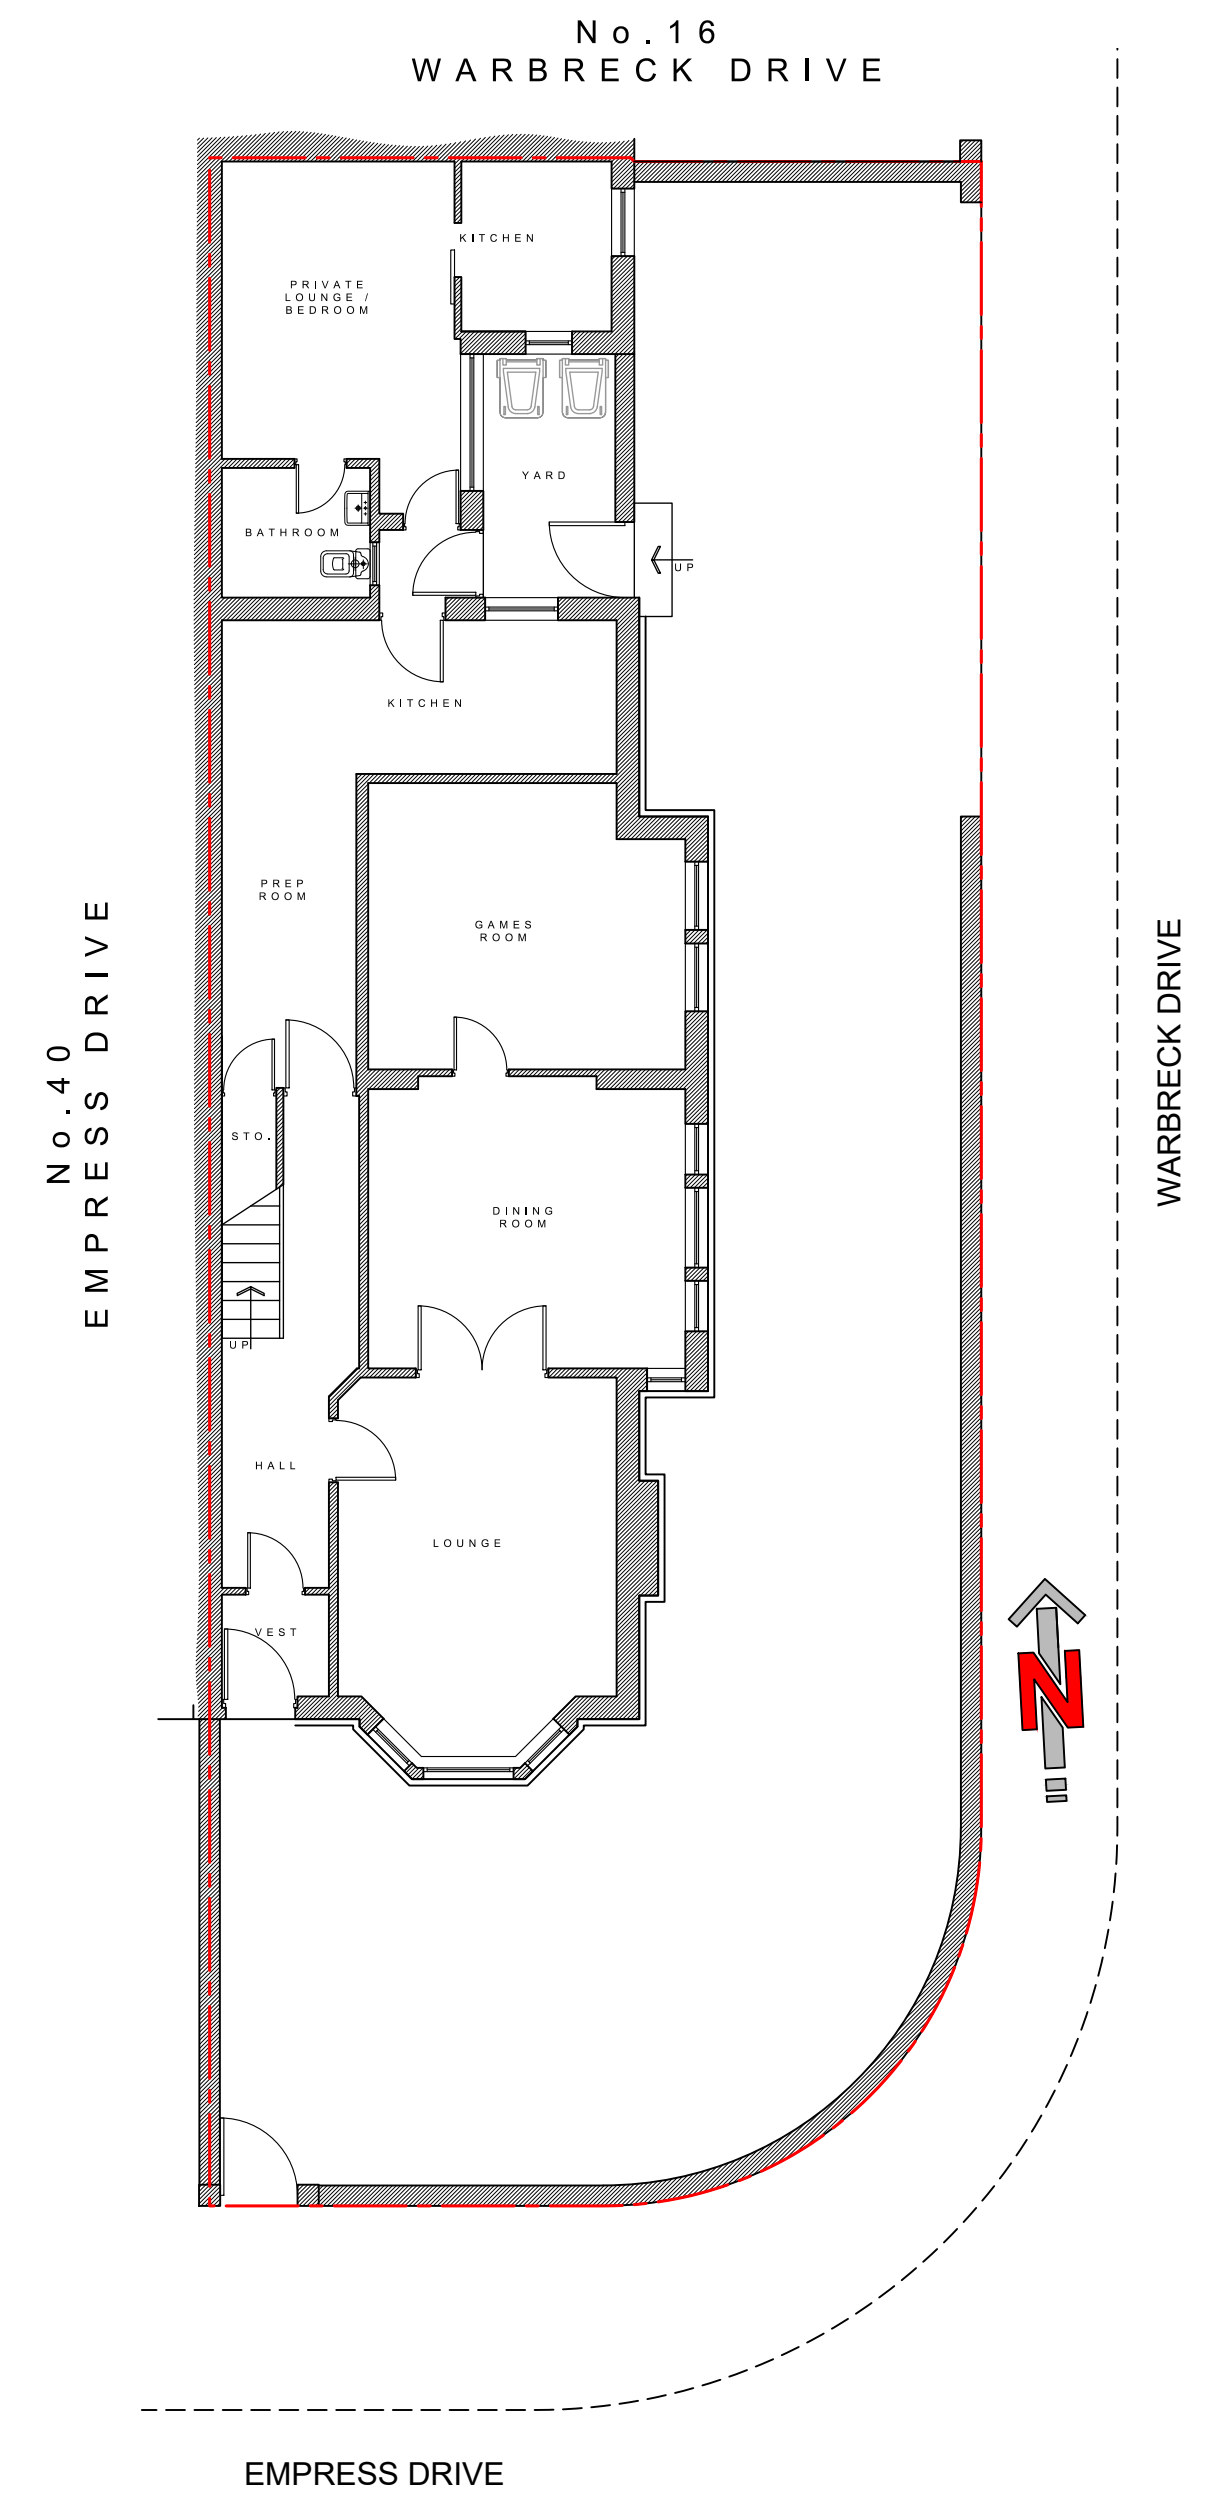 No.16
WARBRECK DRIVE
KITCHEN
PRIVATE
LOUNGE /
BEDROOM
YARD
BATHROOM
UP
KITCHEN
PREP
ROOM
GAMES
ROOM
No.40
EMPRESS DRIVE
WARBRECK DRIVE
STO.
DINING
ROOM
UP
HALL
LOUNGE
VEST
N
EMPRESS DRIVE